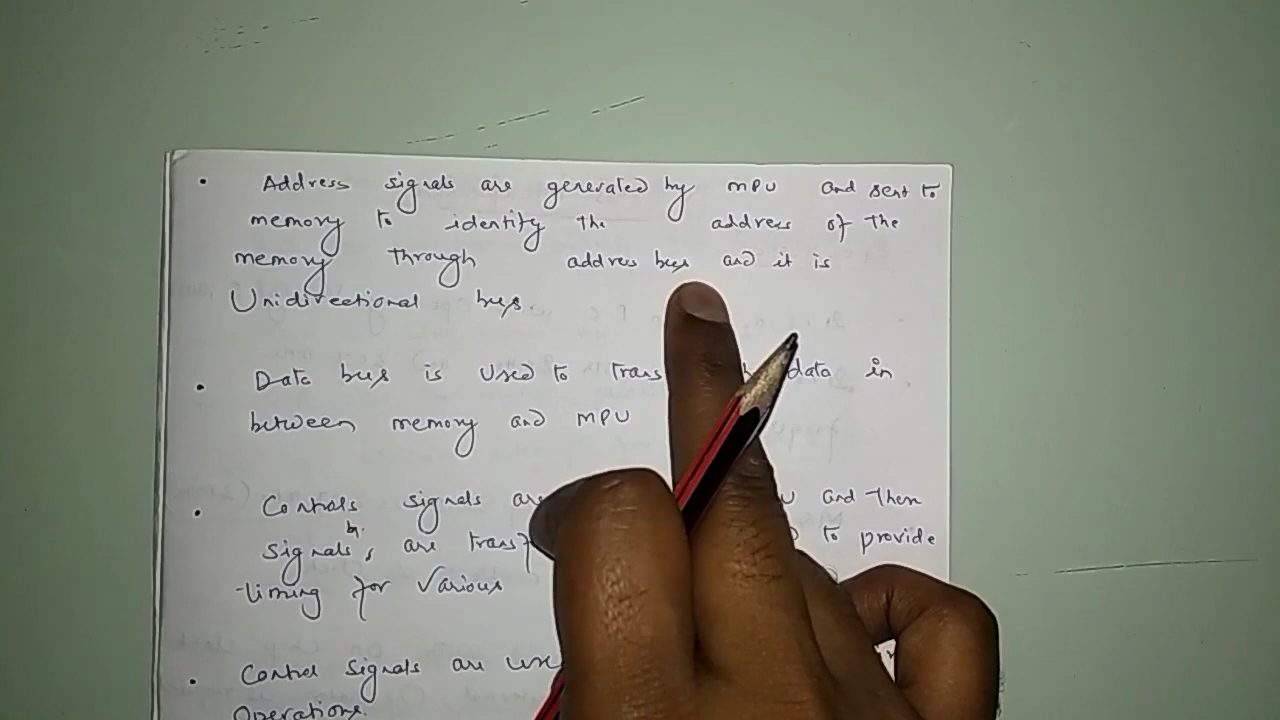 • Address signals are generated by MPU and sent to
memory to identify the address of the
memory through address bus and it is
Unidirectional bus.
• Data bus is used to data in
between memory and MPU
• Controls signals are and then
signals are to provide
timing for various
• Control signals are
Operations.